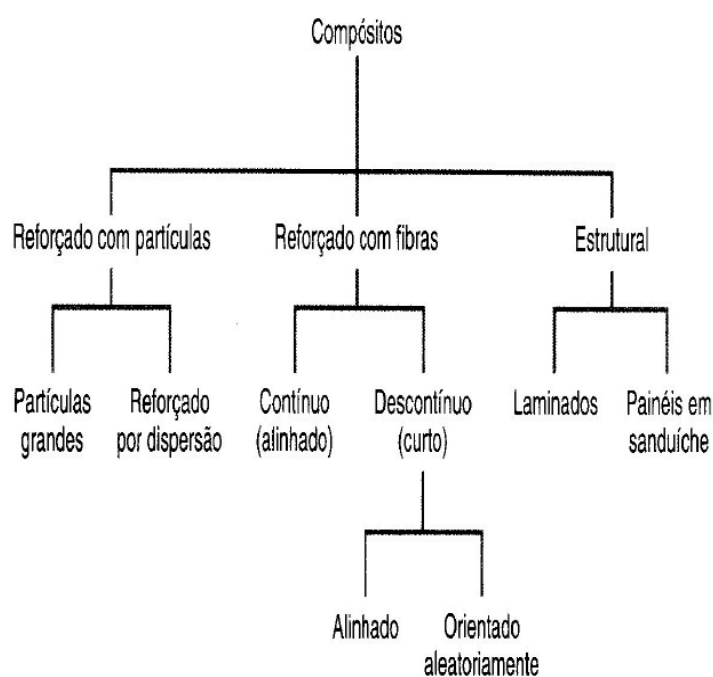 Compósitos
Reforçado com partículas
Reforçado com fibras
Estrutural
Partículas
grandes
Reforçado
por dispersão
Contínuo
(alinhado)
Descontínuo
(curto)
Laminados
Painéis em
sanduíche
Alinhado
Orientado
aleatoriamente